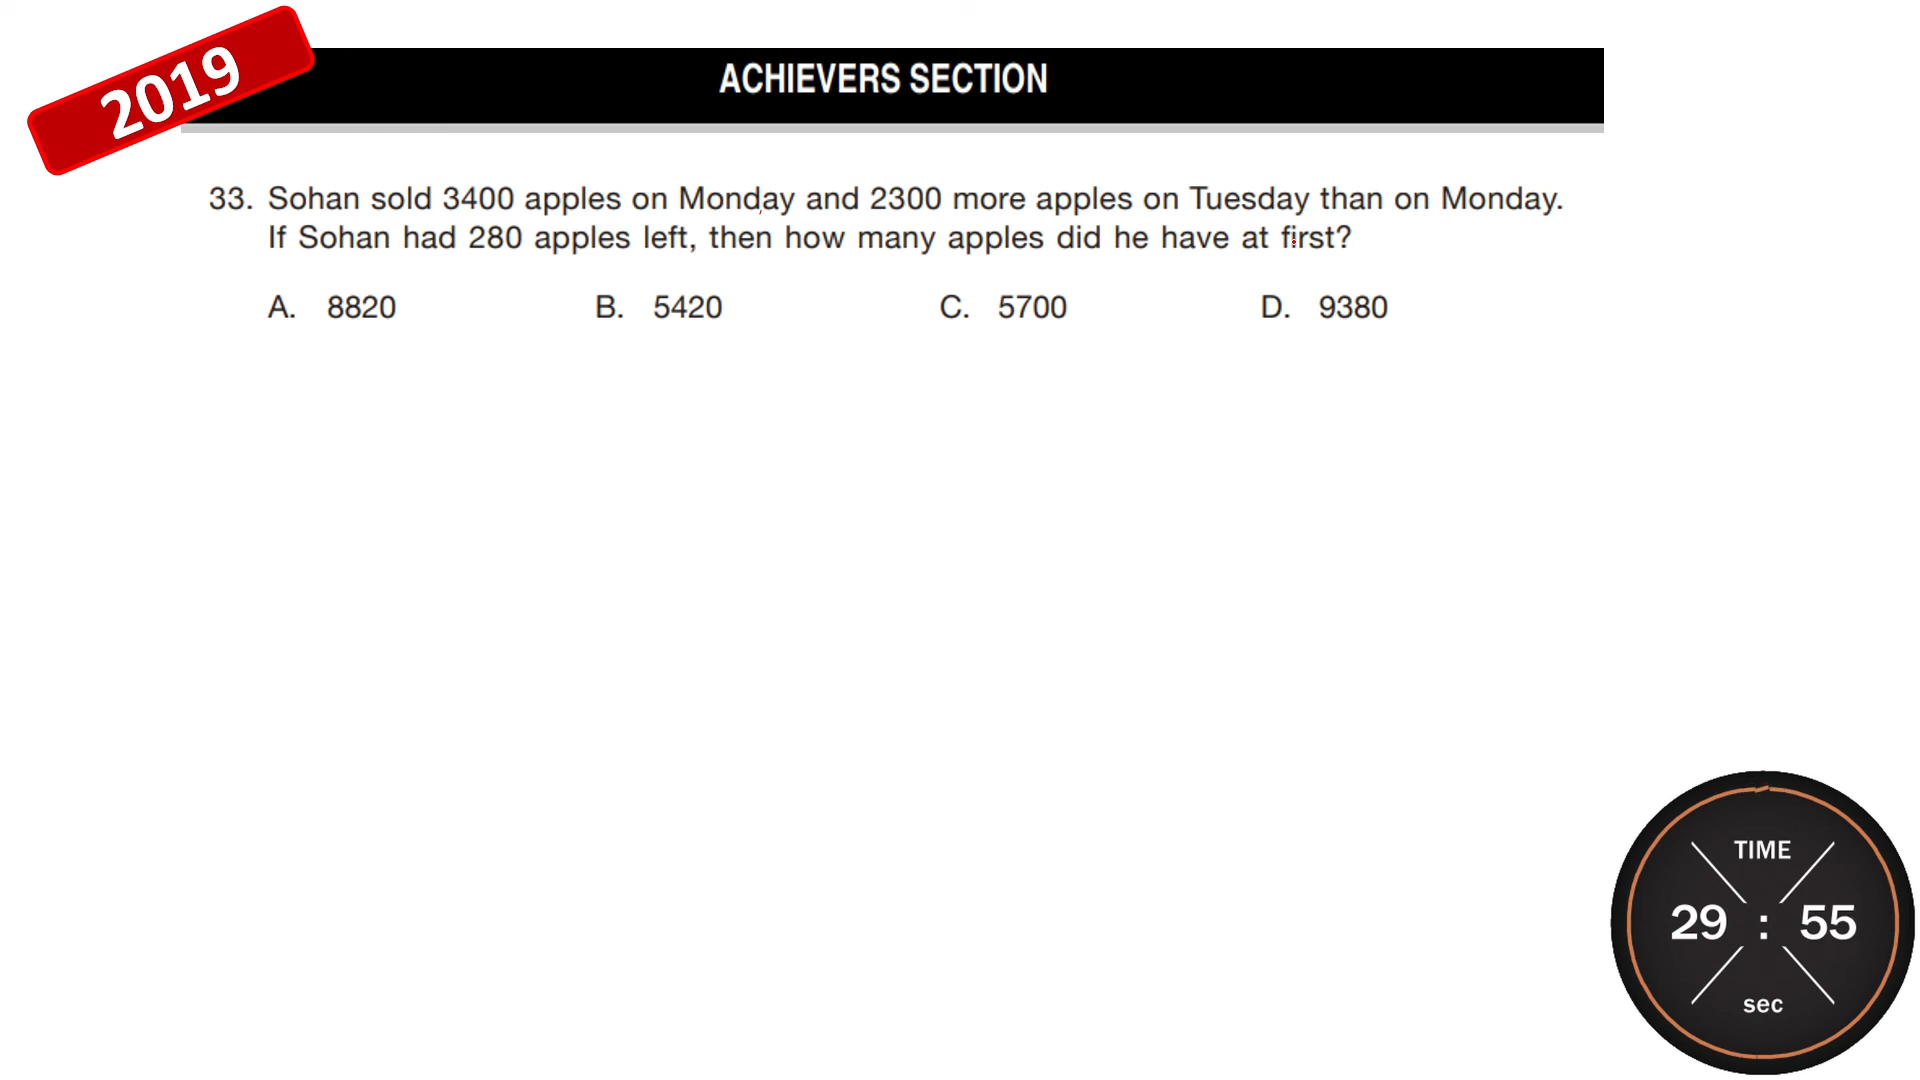 2019
ACHIEVERS SECTION
33. Sohan sold 3400 apples on Monday and 2300 more apples on Tuesday than on Monday.
If Sohan had 280 apples left, then how many apples did he have at first?
A. 8820 B. 5420 C. 5700 D. 9380
TIME
29 : 55
sec